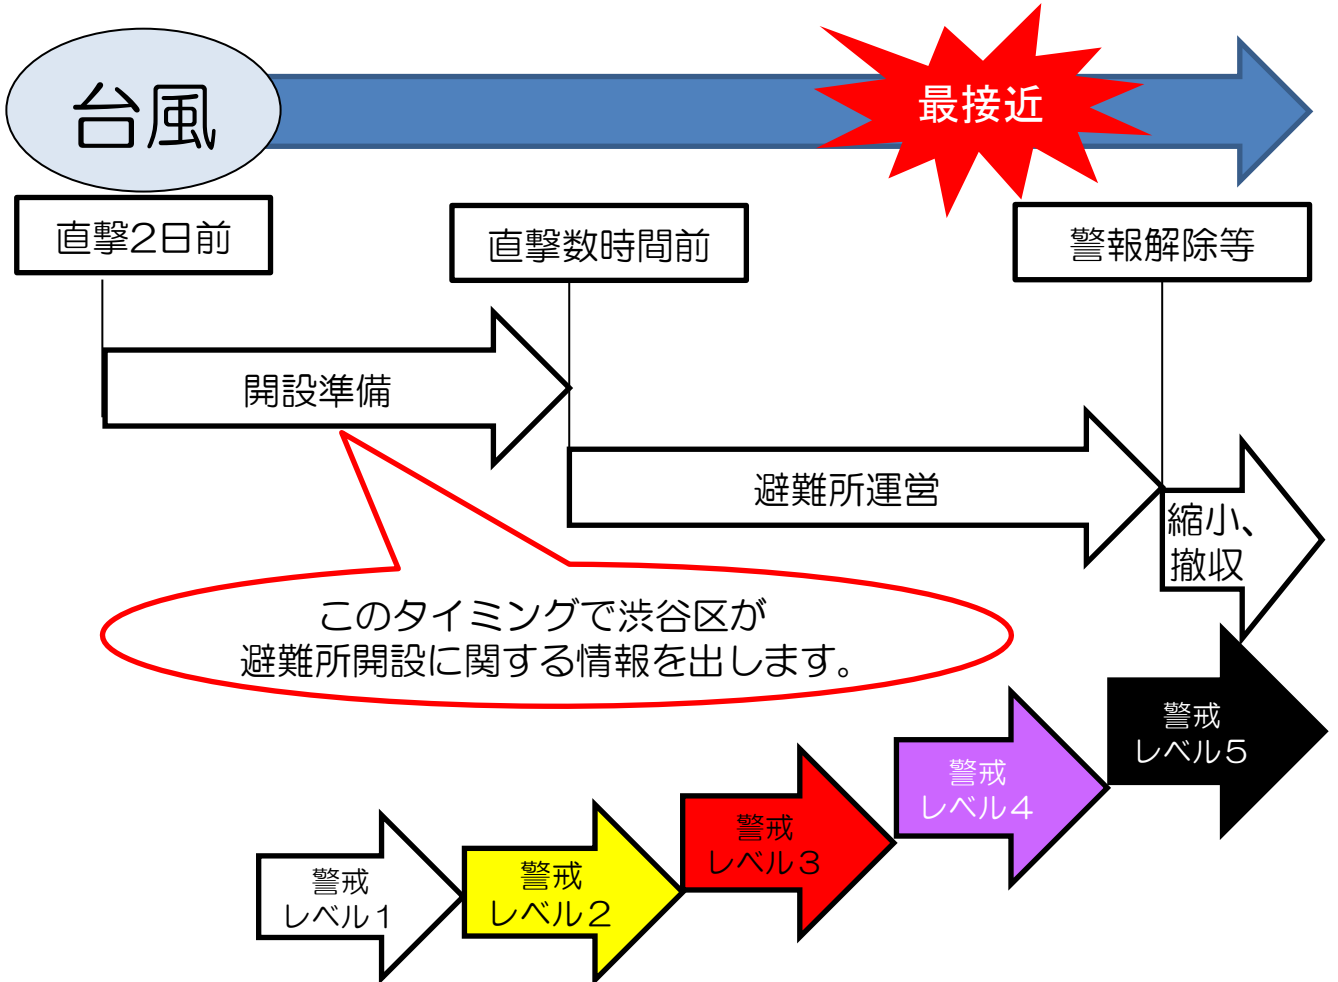 台風
最接近
直撃2日前
直撃数時間前
警報解除等
開設準備
避難所運営
縮小、
撤収
このタイミングで渋谷区が
避難所開設に関する情報を出します。
警戒
レベル5
警戒
レベル4
警戒
レベル3
警戒
レベル2
警戒
レベル1